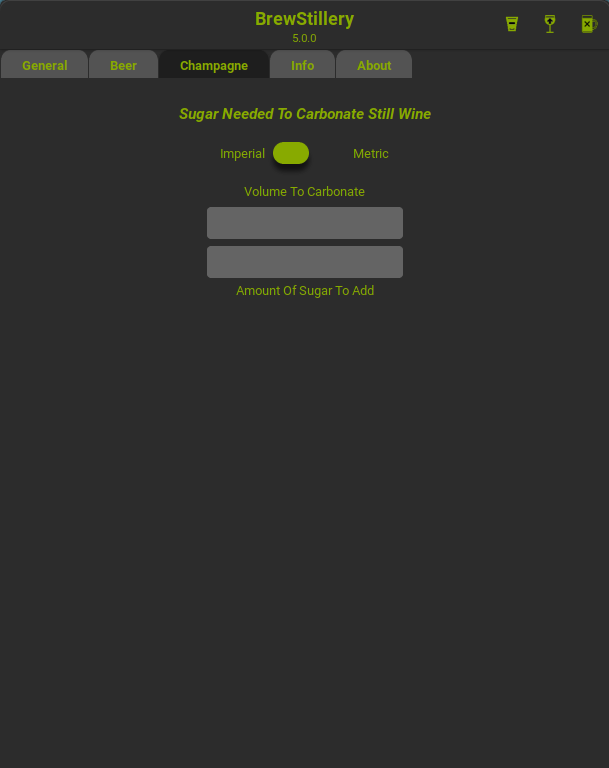 BrewStillery
5.0.0
General Beer Champagne Info About
Sugar Needed To Carbonate Still Wine
Imperial Metric
Volume To Carbonate
Amount Of Sugar To Add